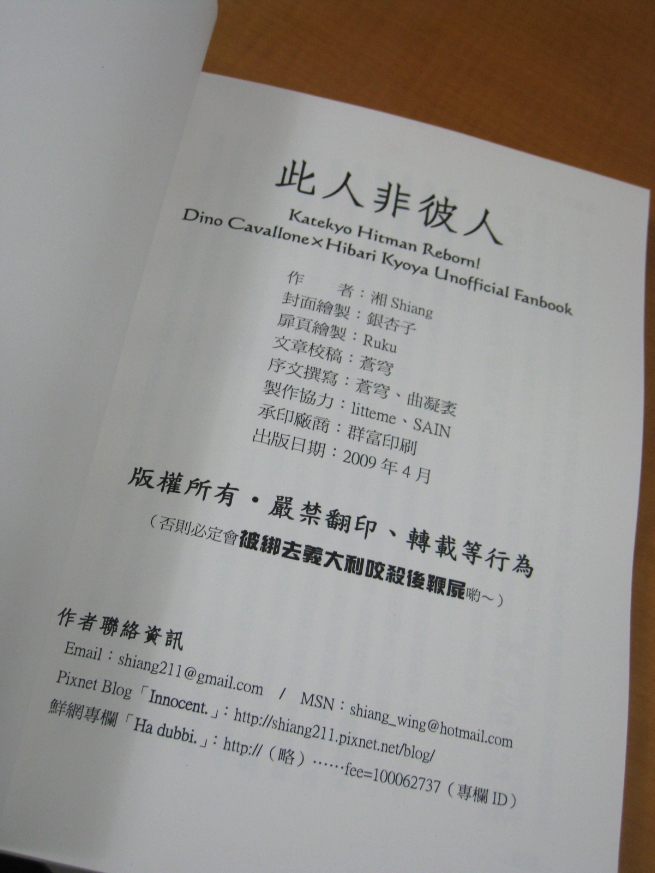 此人非彼人
Katekyo Hitman Reborn!
Dino Cavallone×Hibari Kyoya Unofficial Fanbook
作　　者：湘 Shiang
封面繪製：銀杏子
扉頁繪製：Ruku
文章校稿：蒼穹
序文撰寫：蒼穹、曲凝袤
製作協力：litteme、SAIN
承印廠商：群富印刷
出版日期：2009 年 4 月
版權所有・嚴禁翻印、轉載等行為
（否則必定會被綁去義大利咬殺後鞭屍喲～）
作者聯絡資訊
Email：shiang211@gmail.com / MSN：shiang_wing@hotmail.com
Pixnet Blog「Innocent.」：http://shiang211.pixnet.net/blog/
鮮網專欄「Ha dubbi.」：http://（略）……fee=100062737（專欄 ID）